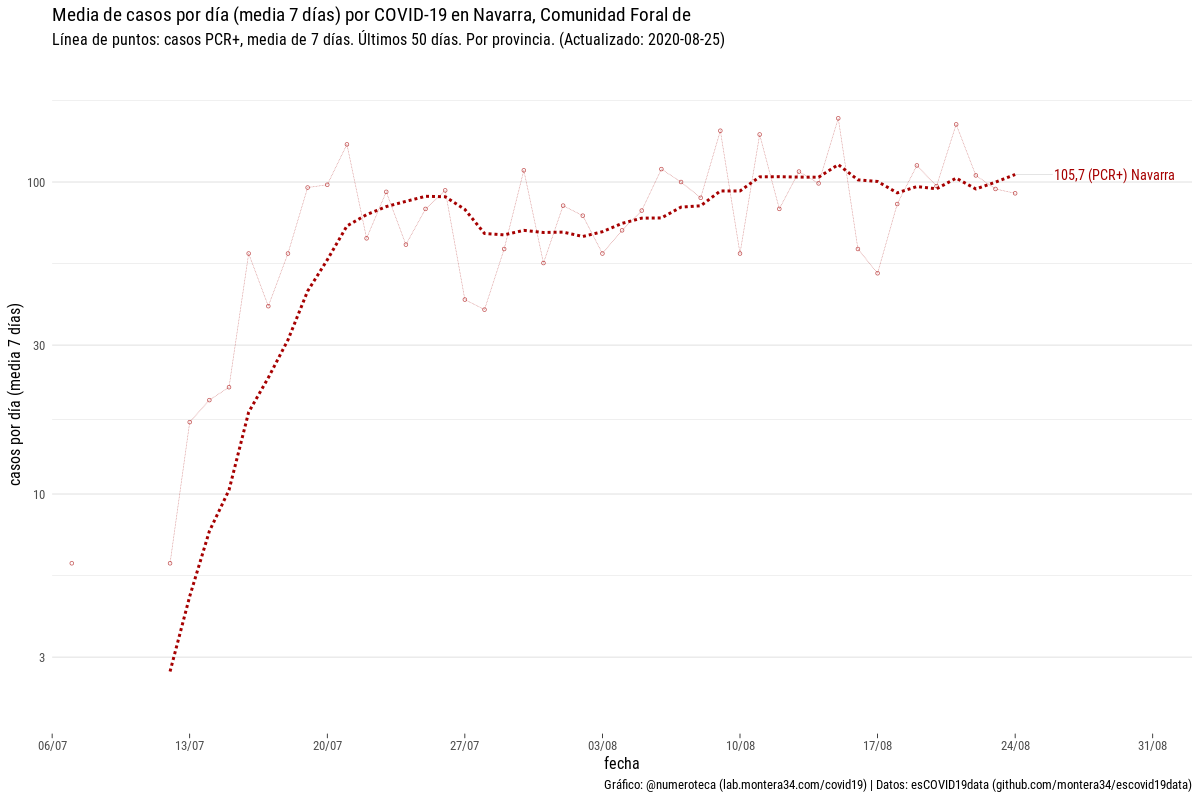 Media de casos por día (media 7 días) por COVID-19 en Navarra, Comunidad Foral de
Línea de puntos: casos PCR+, media de 7 días. Últimos 50 días. Por provincia. (Actualizado: 2020-08-25)
casos por día (media 7 días)
100
30
10
3
105,7 (PCR+) Navarra
06/07
13/07
20/07
27/07
03/08
10/08
17/08
24/08
31/08
fecha
Gráfico: @numeroteca (lab.montera34.com/covid19) | Datos: esCOVID19data (github.com/montera34/escovid19data)